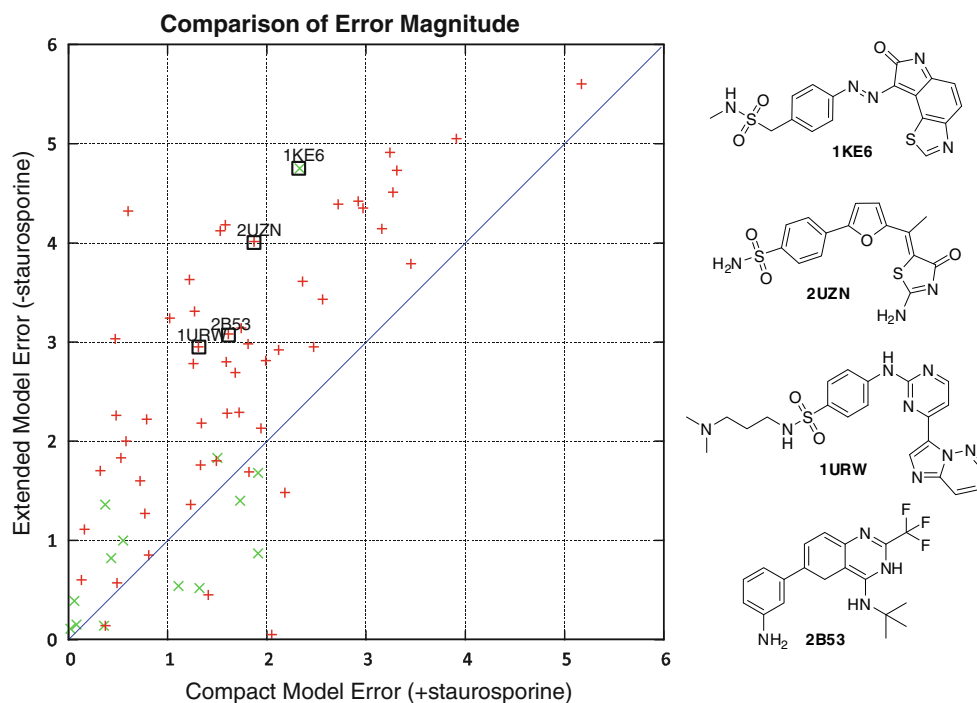 Comparison of Error Magnitude
6
5
4
3
2
1
0
0 1 2 3 4 5 6
Extended Model Error (-staurosporine)
Compact Model Error (+staurosporine)
1KE6
2UZN
2B53
1URW
O
N
N
N
H
N
S
O
O
S
N
1KE6
H2N
S
O
O
O
S
O
N
NH2
2UZN
H
N
N
N
O
S
O
N
H
N
N
N
N
1URW
F
F
F
N
NH
HN
NH2
2B53